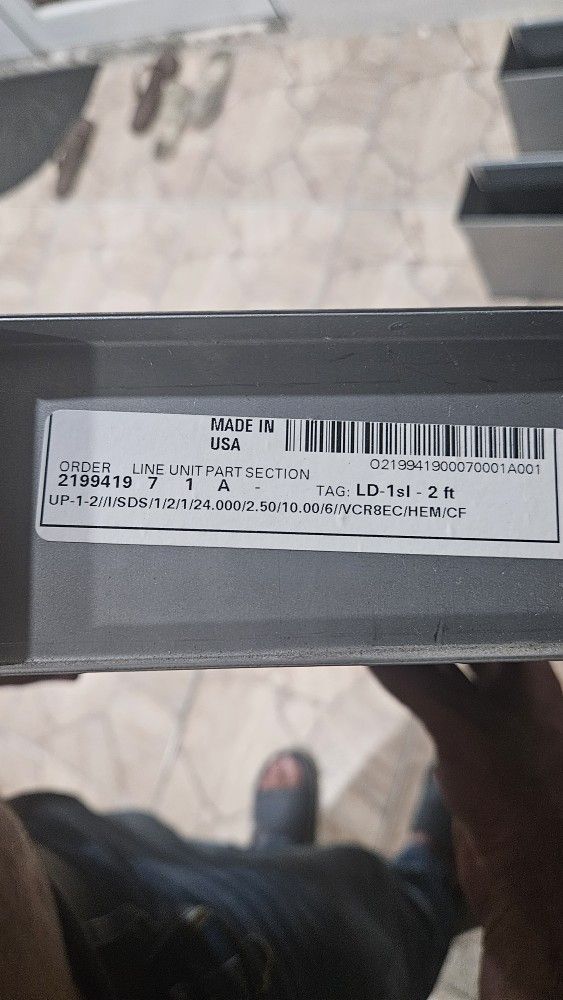 MADE IN
USA
O219941900070001A001
ORDER LINE UNIT PART SECTION
2199419 7 1 A - TAG: LD-1sl - 2 ft
UP-1-2//I/SDS/1/2/1/24.000/2.50/10.00/6//VCR8EC/HEM/CF